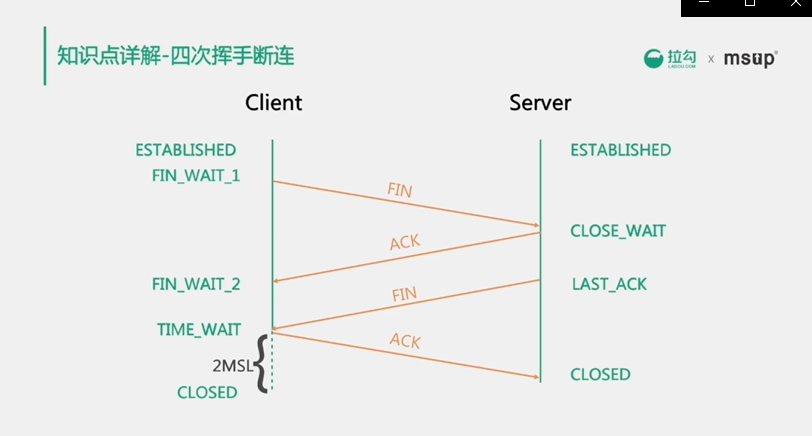 知识点详解-四次挥手断连
拉勾
LAGOU.COM
x
msup
Client
Server
ESTABLISHED
ESTABLISHED
FIN_WAIT_1
FIN
CLOSE_WAIT
ACK
FIN_WAIT_2
LAST_ACK
FIN
TIME_WAIT
ACK
2MSL
CLOSED
CLOSED